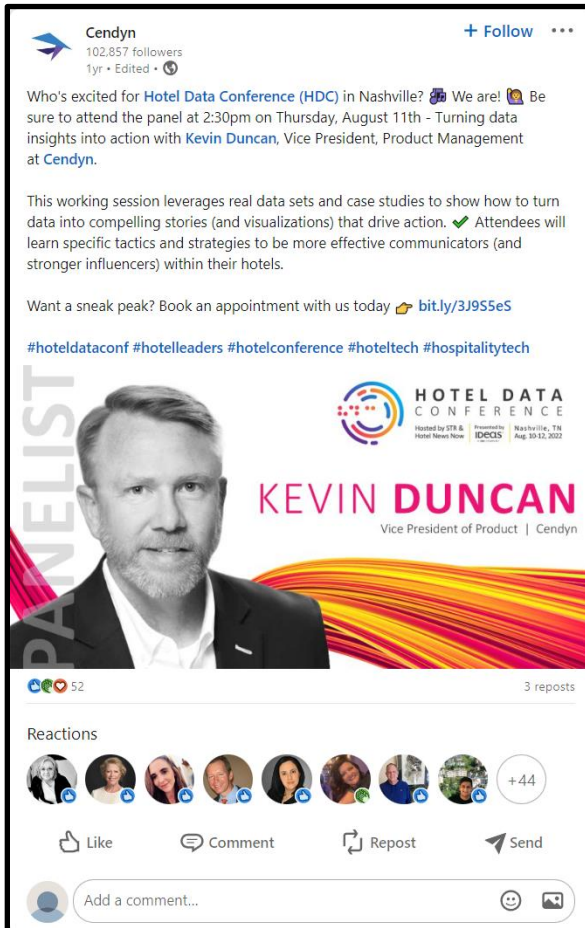 Cendyn
+ Follow
102,857 followers
1yr • Edited •
Who's excited for Hotel Data Conference (HDC) in Nashville? We are! Be
sure to attend the panel at 2:30pm on Thursday, August 11th - Turning data
insights into action with Kevin Duncan, Vice President, Product Management
at Cendyn.
This working session leverages real data sets and case studies to show how to turn
data into compelling stories (and visualizations) that drive action. ✔ Attendees will
learn specific tactics and strategies to be more effective communicators (and
stronger influencers) within their hotels.
Want a sneak peak? Book an appointment with us today 👉 bit.ly/3J9S5eS
#hoteldataconf #hotelleaders #hotelconference #hoteltech #hospitalitytech
PANELIST
HOTEL DATA
CONFERENCE
Hosted by STR &
Hotel News Now
Presented by
IDeaS
Nashville, TN
Aug. 10-12, 2022
KEVIN DUNCAN
Vice President of Product | Cendyn
52
3 reposts
Reactions
+44
Like
Comment
Repost
Send
Add a comment...